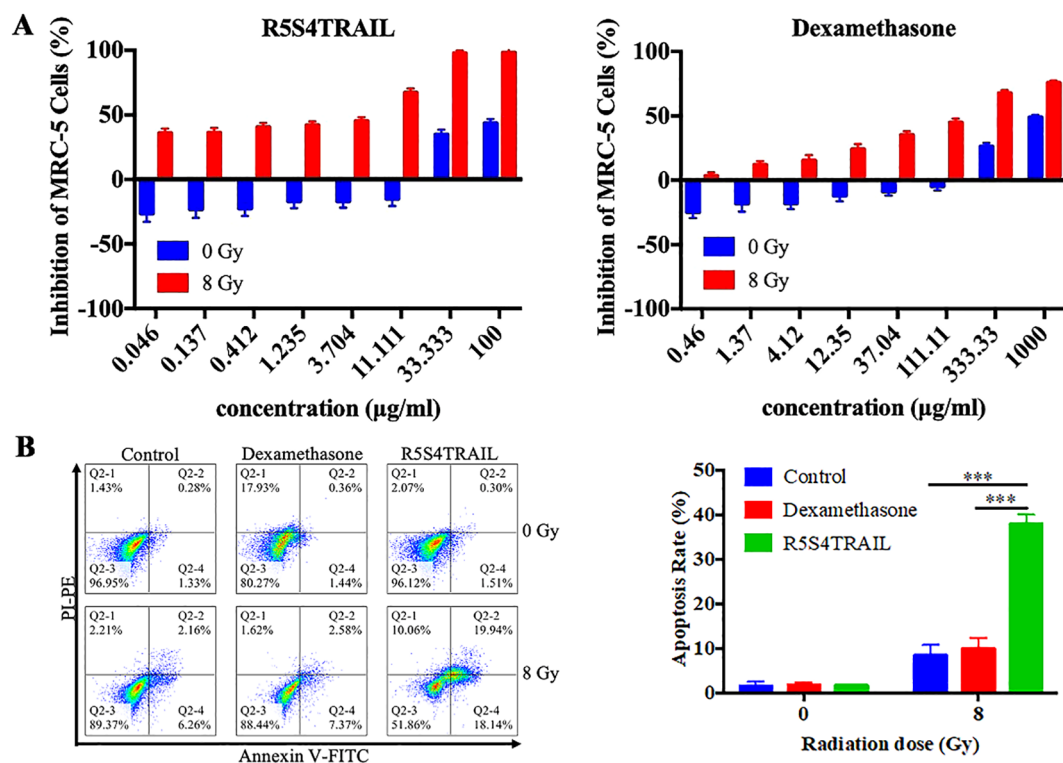 A
R5S4TRAIL
Inhibition of MRC-5 Cells (%)
100
50
0
-50
-100
0 Gy
8 Gy
0.046
0.137
0.412
1.235
3.704
11.111
33.333
100
concentration (μg/ml)
Dexamethasone
Inhibition of MRC-5 Cells (%)
100
50
0
-50
-100
0 Gy
8 Gy
0.46
1.37
4.12
12.35
37.04
111.11
333.33
1000
concentration (μg/ml)
B
Control
Dexamethasone
R5S4TRAIL
PI-PE
Q2-1
1.43%
Q2-2
0.28%
Q2-3
96.95%
Q2-4
1.33%
Q2-1
17.93%
Q2-2
0.36%
Q2-3
80.27%
Q2-4
1.44%
Q2-1
2.07%
Q2-2
0.30%
Q2-3
96.12%
Q2-4
1.51%
0 Gy
Q2-1
2.21%
Q2-2
2.16%
Q2-3
89.37%
Q2-4
6.26%
Q2-1
1.62%
Q2-2
2.58%
Q2-3
88.44%
Q2-4
7.37%
Q2-1
10.06%
Q2-2
19.94%
Q2-3
51.86%
Q2-4
18.14%
8 Gy
Annexin V-FITC
Apoptosis Rate (%)
50
40
30
20
10
0
Control
Dexamethasone
R5S4TRAIL
***
***
0
8
Radiation dose (Gy)